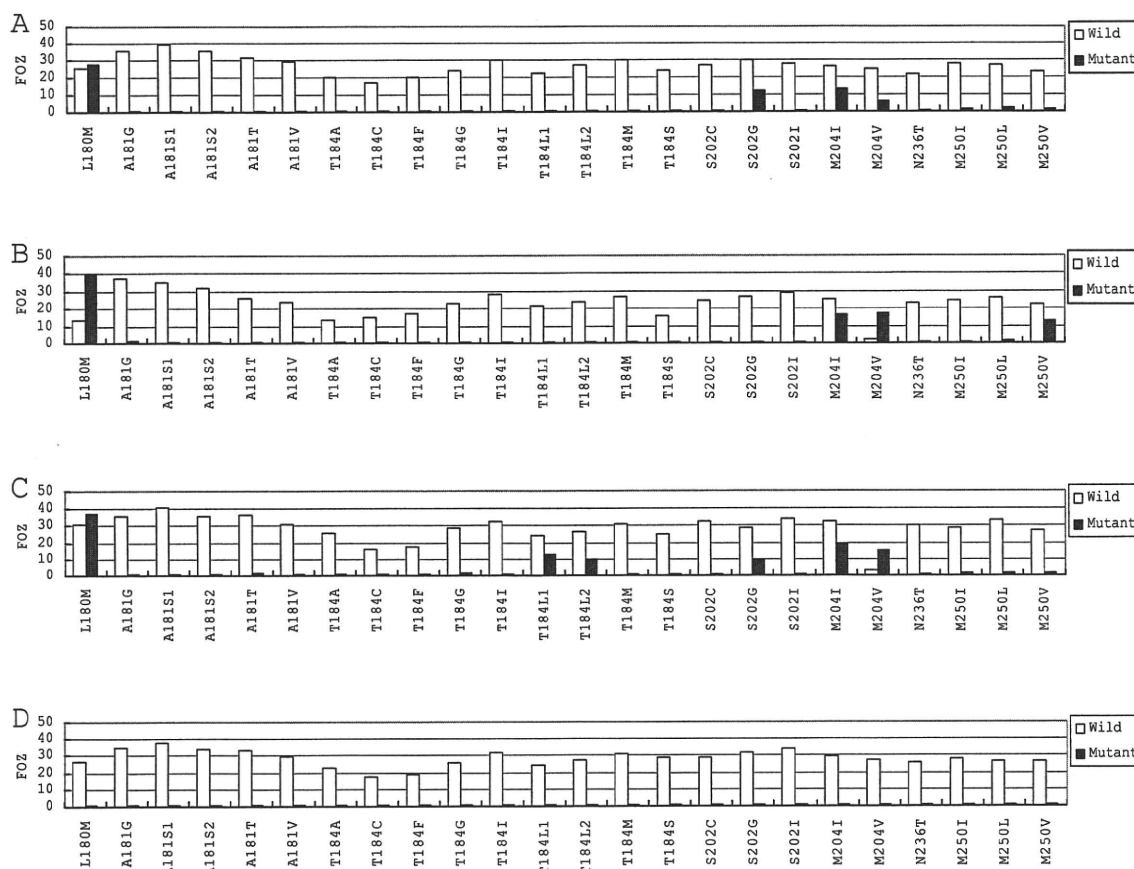 A
50
40
30
20
10
0
FOZ
Wild
Mutant
L180M A181G A181S1 A181S2 A181T A181V T184A T184C T184F T184G T184I T184L1 T184L2 T184M T184S S202C S202G S202I M204I M204V N236T M250I M250L M250V
B
50
40
30
20
10
0
FOZ
Wild
Mutant
L180M A181G A181S1 A181S2 A181T A181V T184A T184C T184F T184G T184I T184L1 T184L2 T184M T184S S202C S202G S202I M204I M204V N236T M250I M250L M250V
C
50
40
30
20
10
0
FOZ
Wild
Mutant
L180M A181G A181S1 A181S2 A181T A181V T184A T184C T184F T184G T184I T184L1 T184L2 T184M T184S S202C S202G S202I M204I M204V N236T M250I M250L M250V
D
50
40
30
20
10
0
FOZ
Wild
Mutant
L180M A181G A181S1 A181S2 A181T A181V T184A T184C T184F T184G T184I T184L1 T184L2 T184M T184S S202C S202G S202I M204I M204V N236T M250I M250L M250V